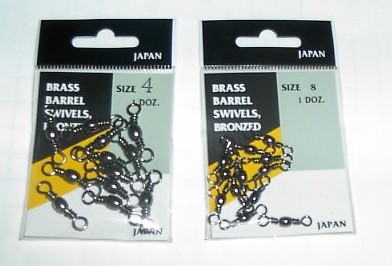 JAPAN
BRASS
BARREL
SWIVELS,
BRONZED
SIZE 4
1 DOZ.
JAPAN
JAPAN
BRASS
BARREL
SWIVELS,
BRONZED
SIZE 8
1 DOZ.
JAPAN